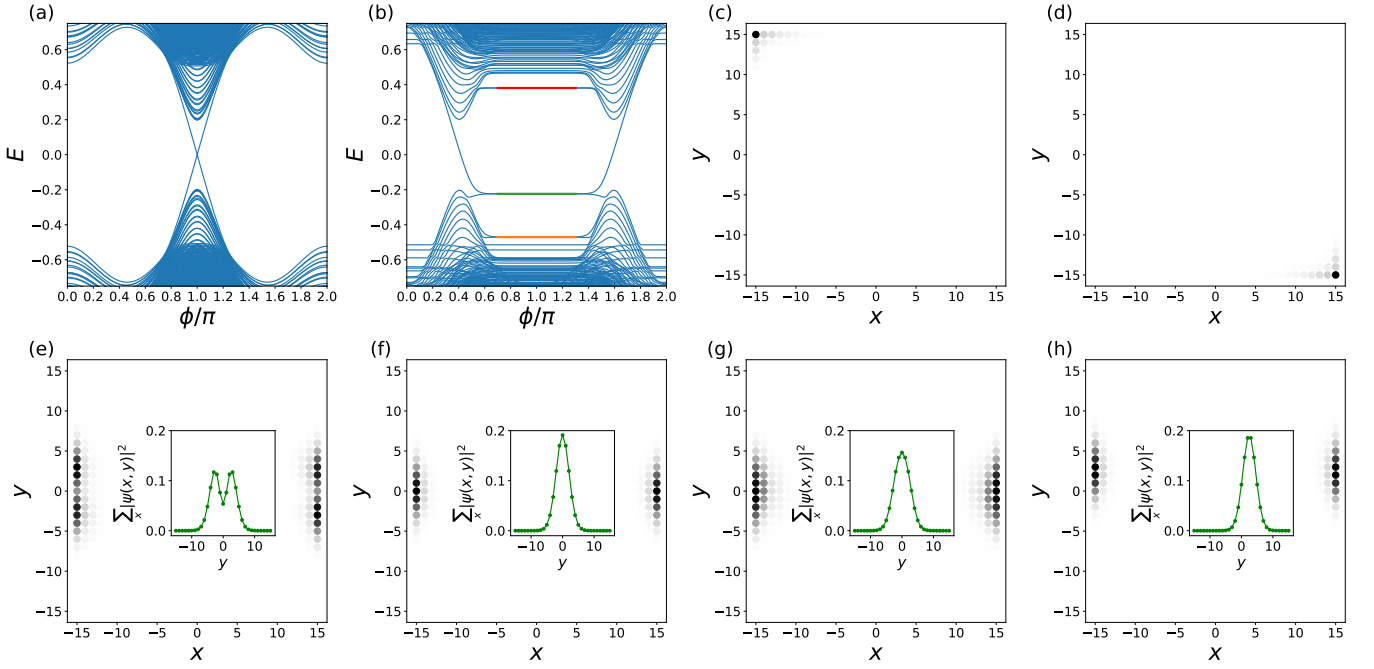 (a)
E
0.6
0.4
0.2
0.0
−0.2
−0.4
−0.6
0.0 0.2 0.4 0.6 0.8 1.0 1.2 1.4 1.6 1.8 2.0
ϕ/π
(b)
E
0.6
0.4
0.2
0.0
−0.2
−0.4
−0.6
0.0 0.2 0.4 0.6 0.8 1.0 1.2 1.4 1.6 1.8 2.0
ϕ/π
(c)
y
15
10
5
0
−5
−10
−15
−15 −10 −5 0 5 10 15
x
(d)
y
15
10
5
0
−5
−10
−15
−15 −10 −5 0 5 10 15
x
(e)
y
15
10
5
0
−5
−10
−15
−15 −10 −5 0 5 10 15
x
∑x|ψ(x, y)|²
0.2
0.1
0.0
−10 0 10
y
(f)
y
15
10
5
0
−5
−10
−15
−15 −10 −5 0 5 10 15
x
∑x|ψ(x, y)|²
0.2
0.1
0.0
−10 0 10
y
(g)
y
15
10
5
0
−5
−10
−15
−15 −10 −5 0 5 10 15
x
∑x|ψ(x, y)|²
0.2
0.1
0.0
−10 0 10
y
(h)
y
15
10
5
0
−5
−10
−15
−15 −10 −5 0 5 10 15
x
∑x|ψ(x, y)|²
0.2
0.1
0.0
−10 0 10
y